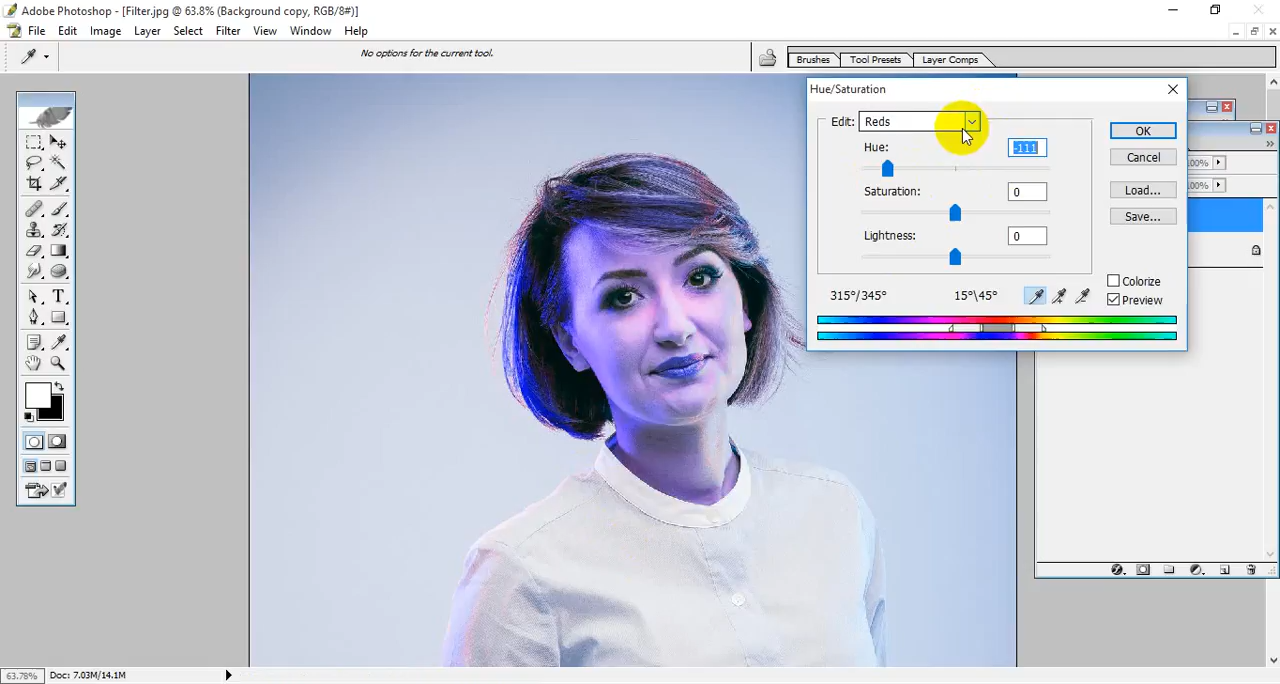 Adobe Photoshop - [Filter.jpg @ 63.8% (Background copy, RGB/8#)]
File Edit Image Layer Select Filter View Window Help
No options for the current tool.
Brushes Tool Presets Layer Comps
Hue/Saturation
Edit: Reds
OK
Hue: -111
Cancel
100%
Saturation: 0
Load...
100%
Save...
Lightness: 0
Colorize
315°/345° 15°\45°
Preview
T
63.78% Doc: 7.03M/14.1M